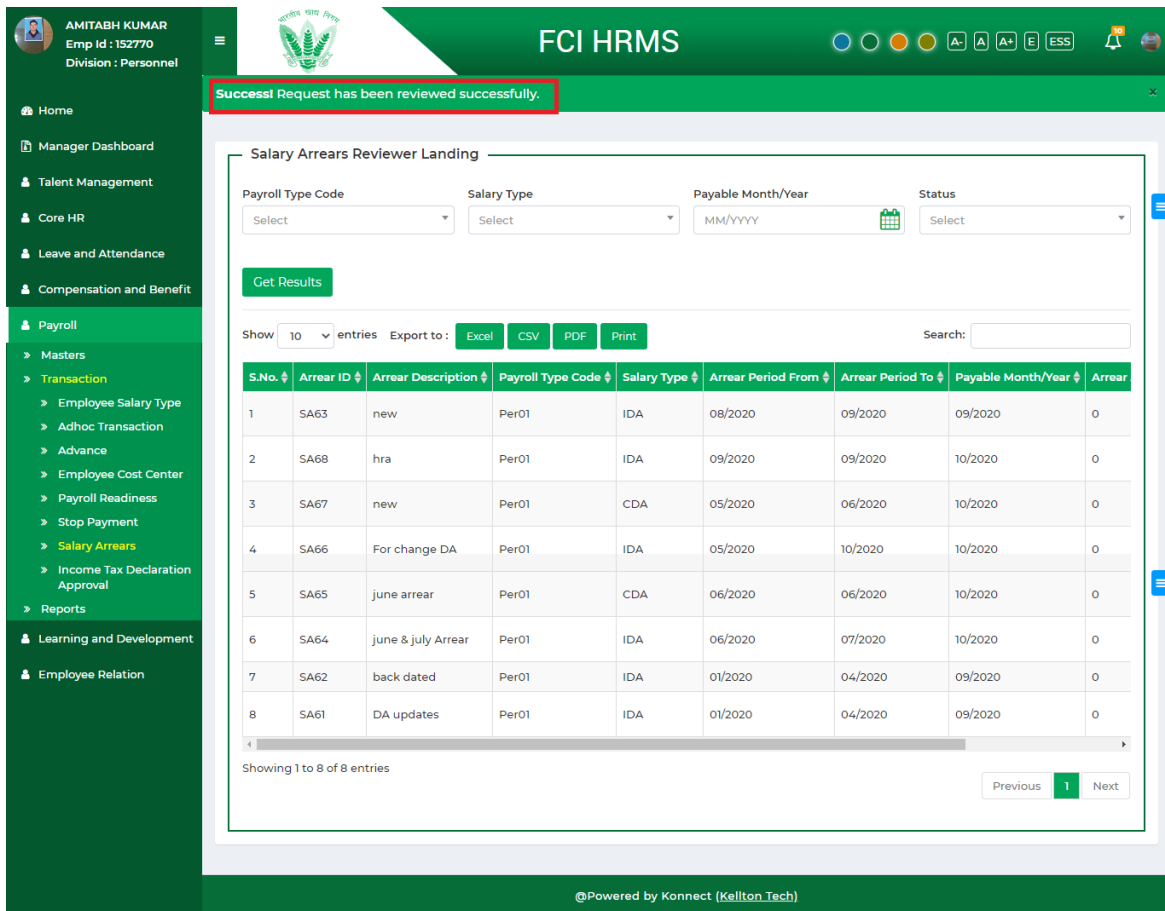 AMITABH KUMAR
Emp Id : 152770
Division : Personnel
भारतीय खाद्य निगम
FCI HRMS
A- A A+ E ESS
10
Success! Request has been reviewed successfully.
×
Home
Manager Dashboard
Talent Management
Core HR
Leave and Attendance
Compensation and Benefit
Payroll
» Masters
» Transaction
» Employee Salary Type
» Adhoc Transaction
» Advance
» Employee Cost Center
» Payroll Readiness
» Stop Payment
» Salary Arrears
» Income Tax Declaration
Approval
» Reports
Learning and Development
Employee Relation
Salary Arrears Reviewer Landing
Payroll Type Code Salary Type Payable Month/Year Status
Select Select MM/YYYY Select
Get Results
Show 10 entries Export to : Excel CSV PDF Print Search:
S.No. Arrear ID Arrear Description Payroll Type Code Salary Type Arrear Period From Arrear Period To Payable Month/Year Arrear
1 SA63 new Per01 IDA 08/2020 09/2020 09/2020 0
2 SA68 hra Per01 IDA 09/2020 09/2020 10/2020 0
3 SA67 new Per01 CDA 05/2020 06/2020 10/2020 0
4 SA66 For change DA Per01 IDA 05/2020 10/2020 10/2020 0
5 SA65 june arrear Per01 CDA 06/2020 06/2020 10/2020 0
6 SA64 june & july Arrear Per01 IDA 06/2020 07/2020 10/2020 0
7 SA62 back dated Per01 IDA 01/2020 04/2020 09/2020 0
8 SA61 DA updates Per01 IDA 01/2020 04/2020 09/2020 0
Showing 1 to 8 of 8 entries
Previous 1 Next
@Powered by Konnect (Kellton Tech)